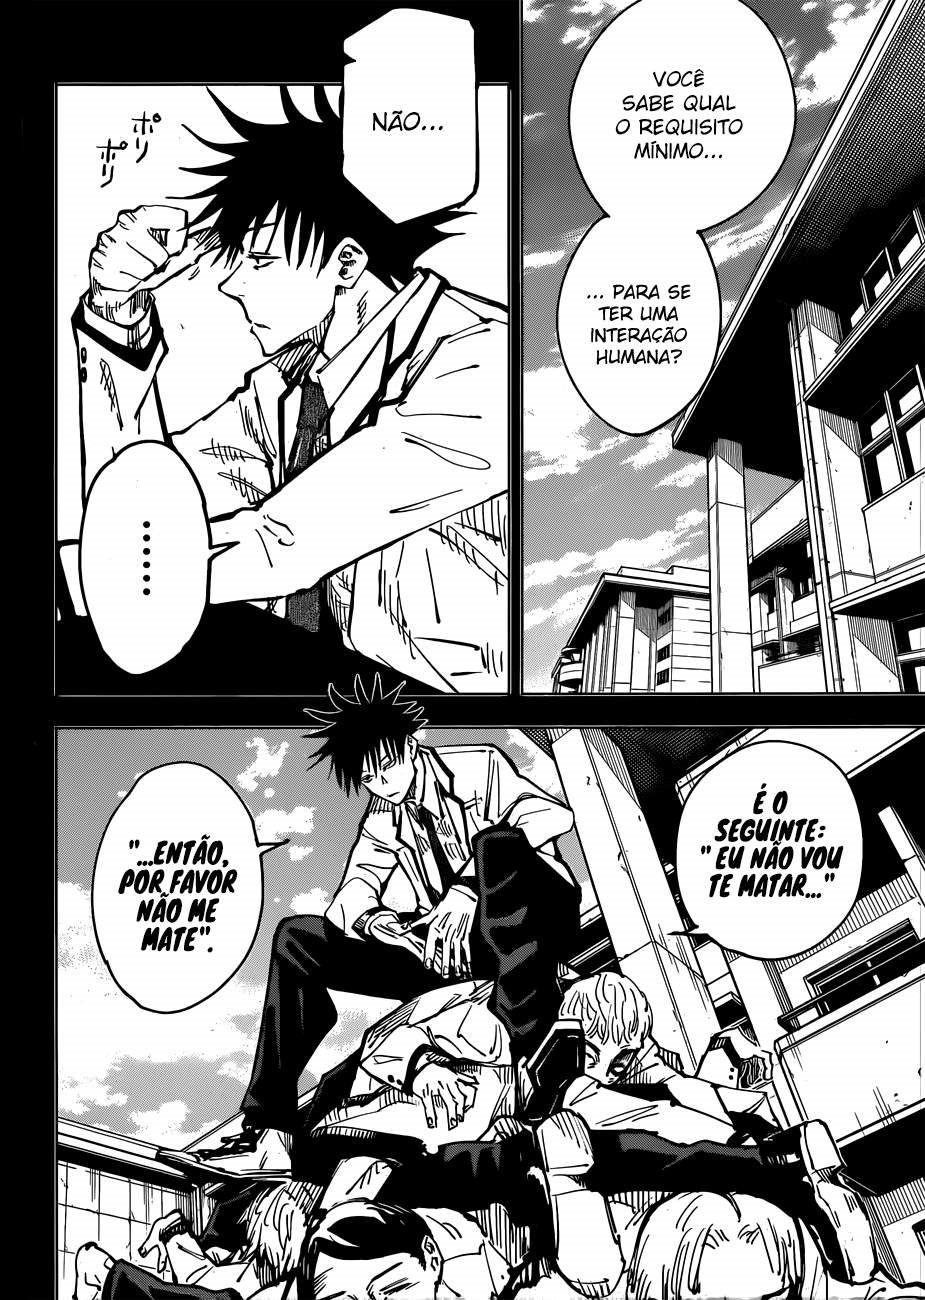 VOCÊ
SABE QUAL
O REQUISITO
MÍNIMO...
... PARA SE
TER UMA
INTERAÇÃO
HUMANA?
NÃO...
ポリ
ポリ
......
É O
SEGUINTE:
" EU NÃO VOU
TE MATAR..."
"...ENTÃO,
POR FAVOR
NÃO ME
MATE".